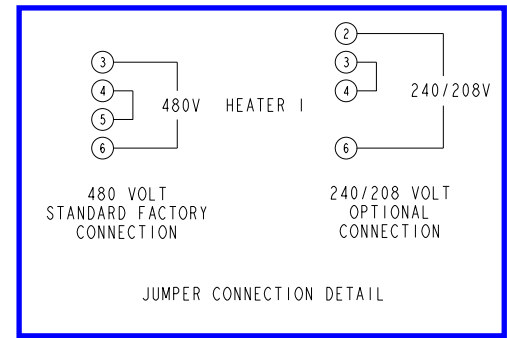 3
4
5
6
480V
HEATER 1
2
3
4
6
240/208V
480 VOLT
STANDARD FACTORY
CONNECTION
240/208 VOLT
OPTIONAL
CONNECTION
JUMPER CONNECTION DETAIL